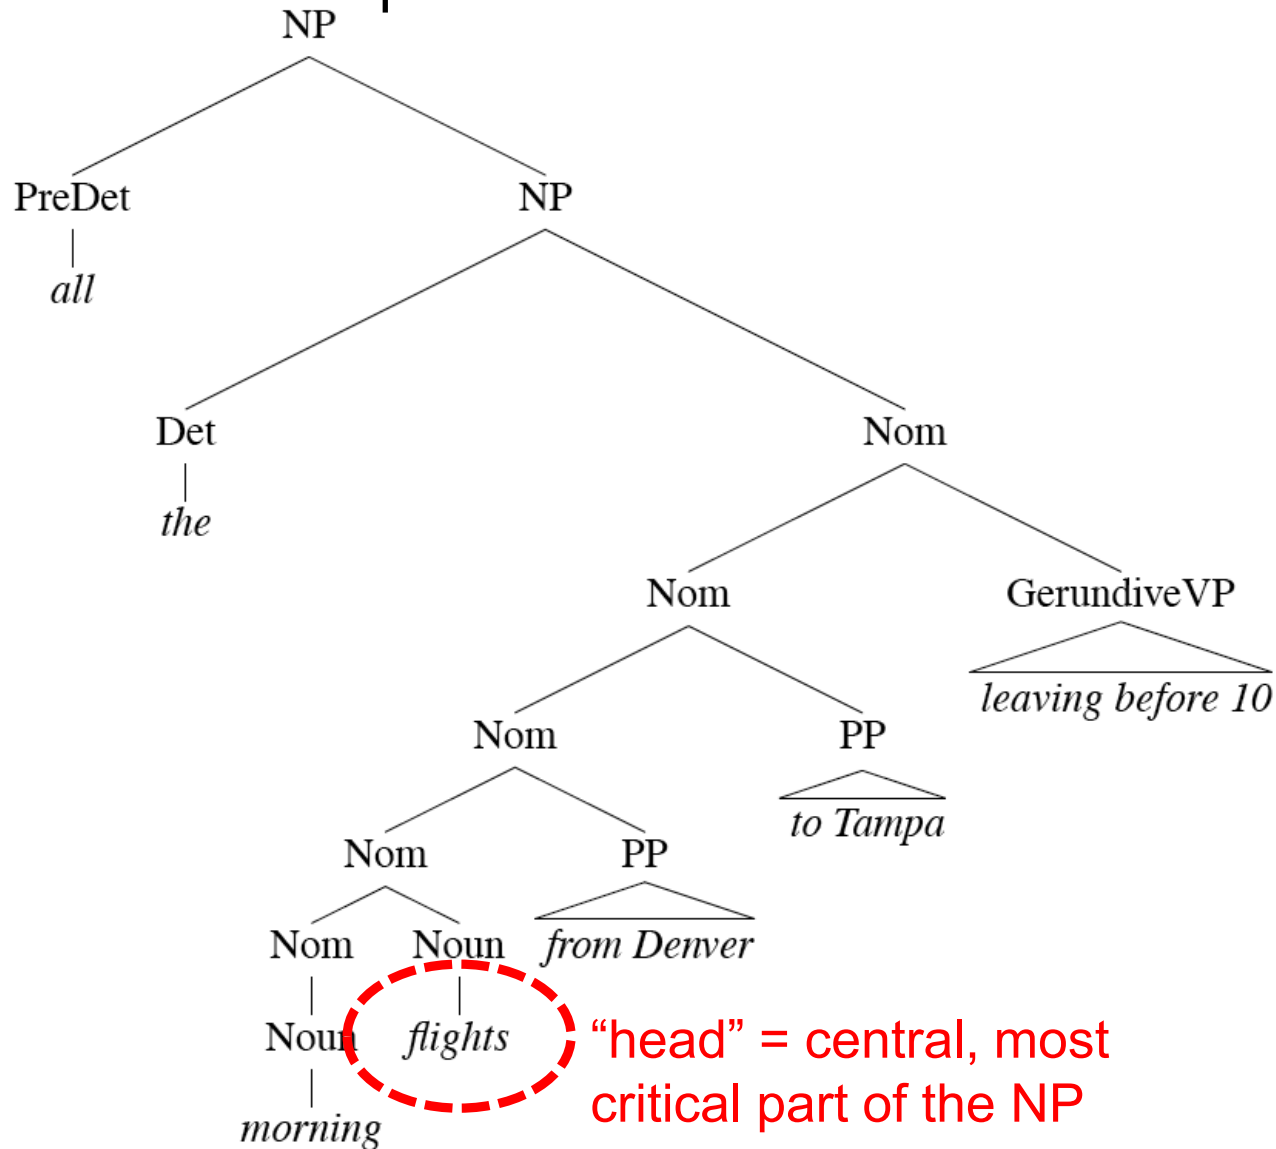 NP
PreDet NP
all
Det Nom
the
Nom GerundiveVP
leaving before 10
Nom PP
to Tampa
Nom PP
Nom Noun from Denver
Noun flights “head” = central, most
critical part of the NP
morning